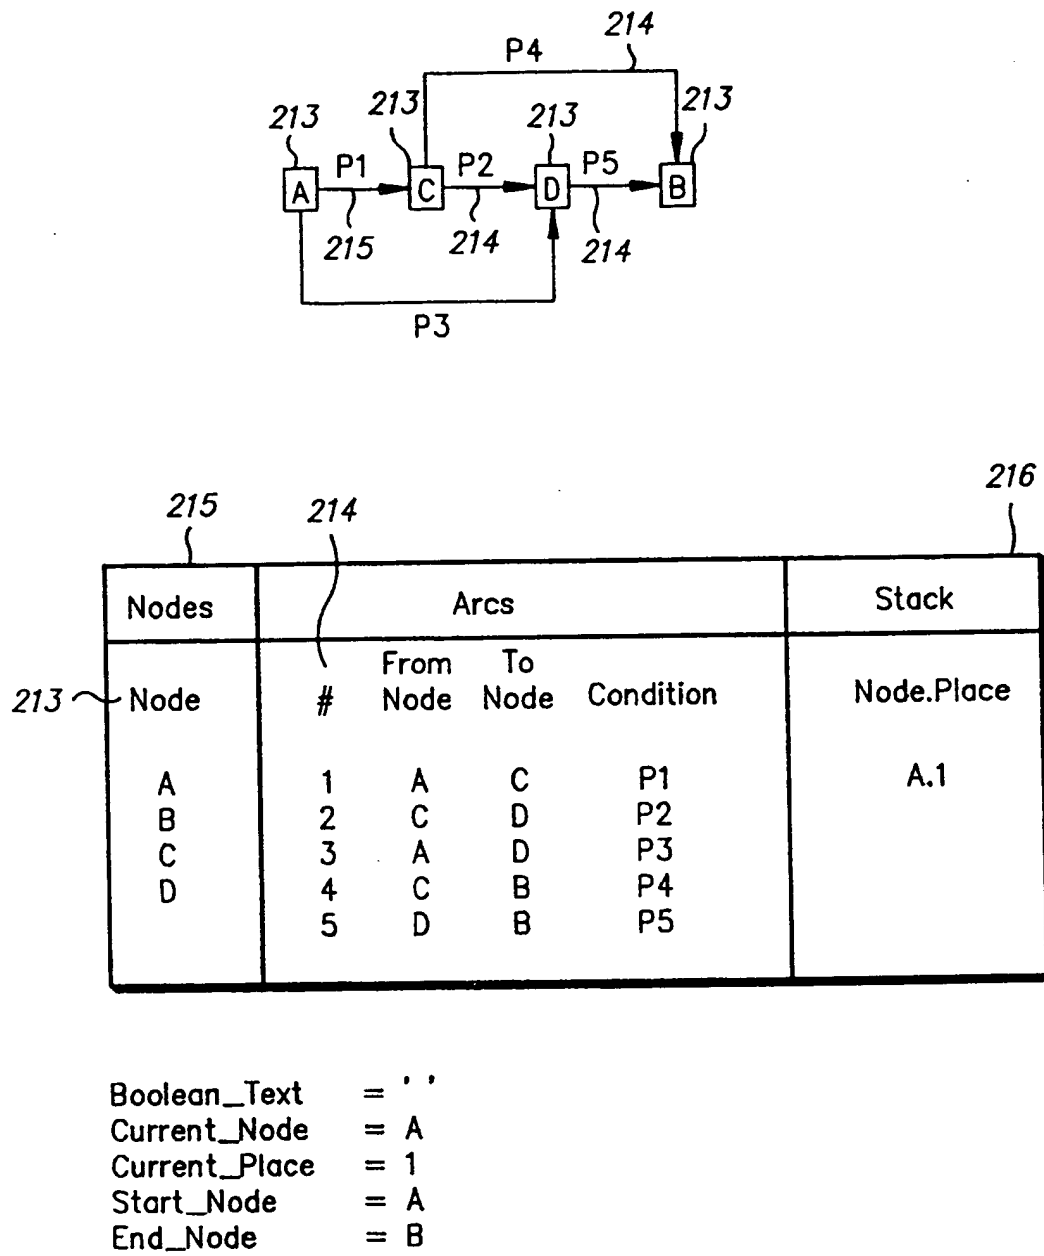 214
P4
213 213 213 213
P1 P2 P5
A C D B
215 214 214
P3
215 214 216
Nodes Arcs Stack
From To
213 Node # Node Node Condition Node.Place
A 1 A C P1 A.1
B 2 C D P2
C 3 A D P3
D 4 C B P4
5 D B P5
Boolean_Text = ' '
Current_Node = A
Current_Place = 1
Start_Node = A
End_Node = B